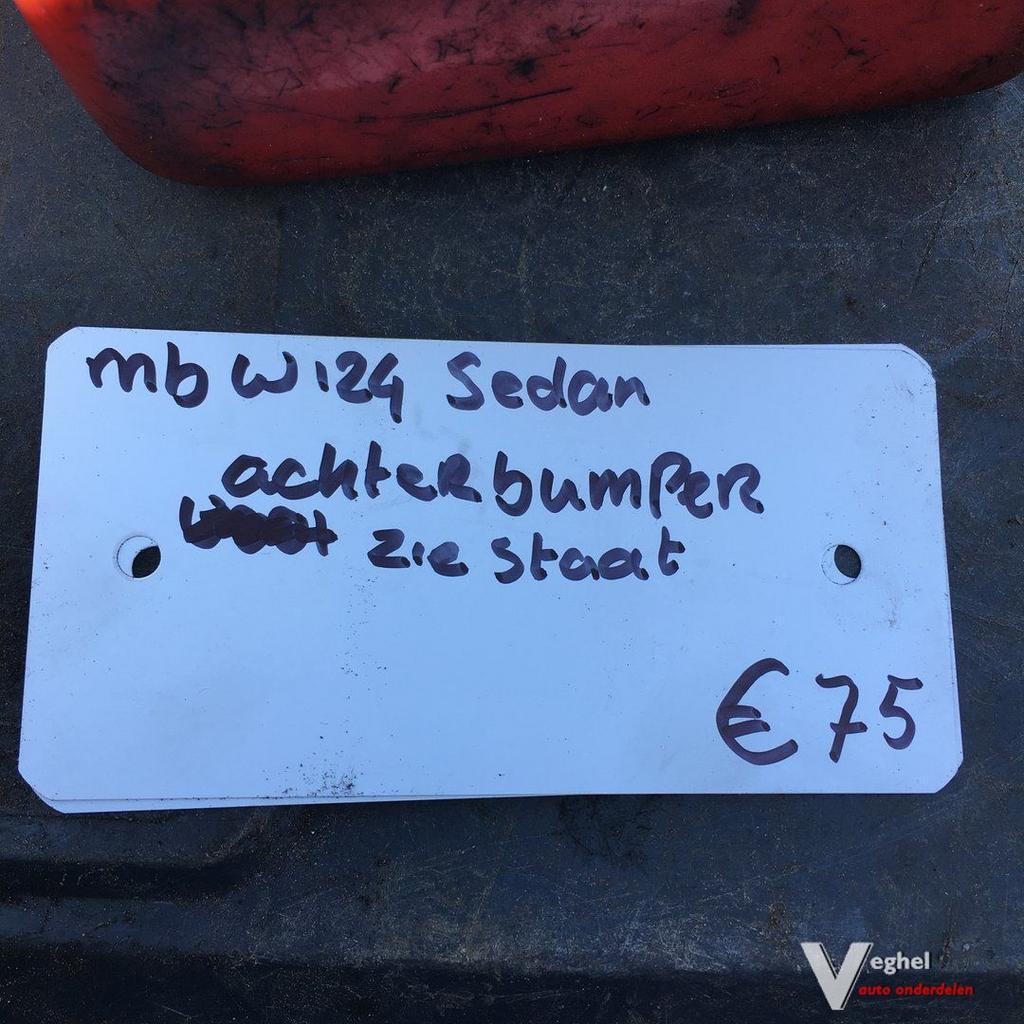 mb W124 Sedan
achterbumper
zie staat
€75
Veghel
auto onderdelen